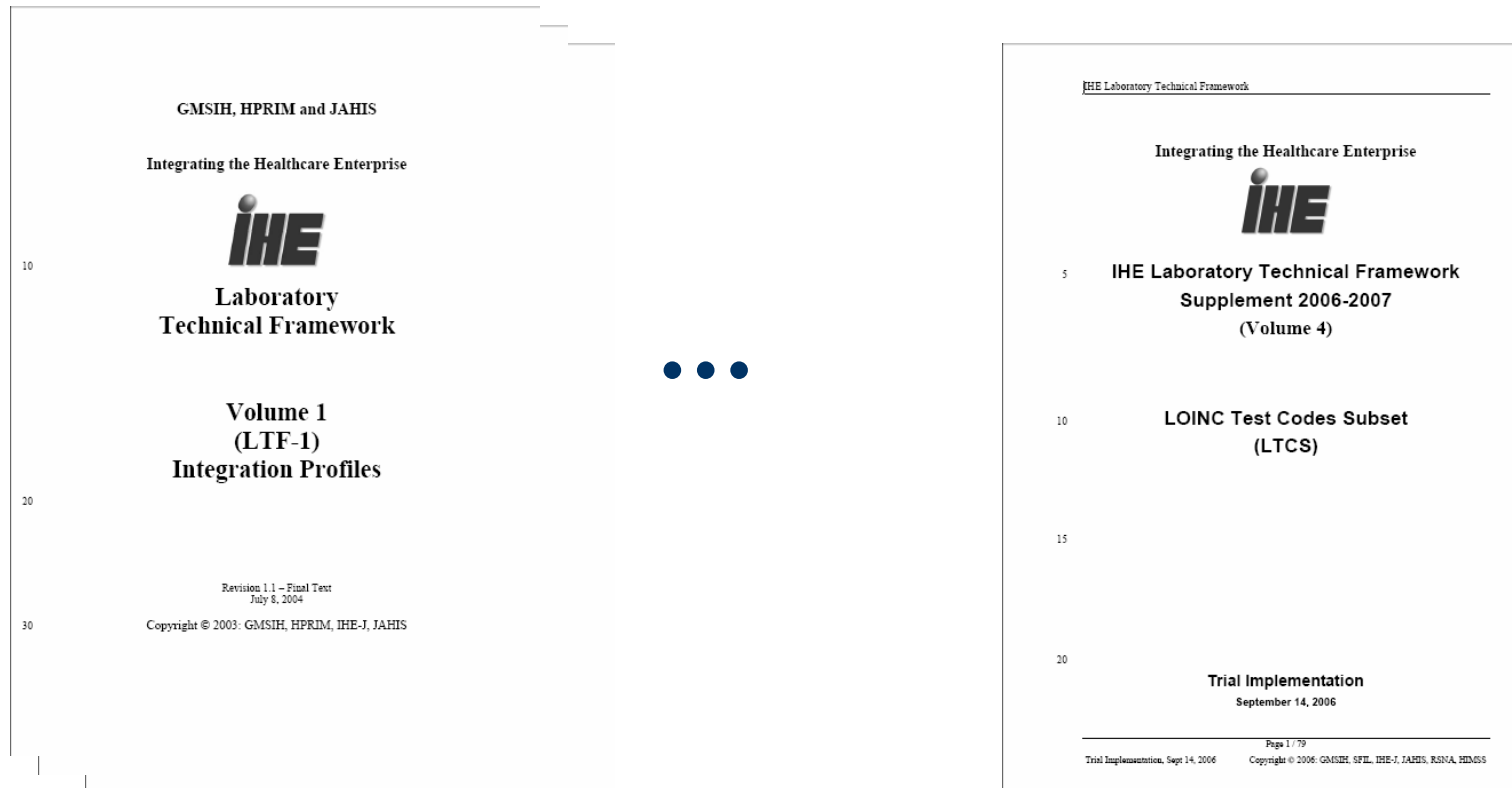 GMSIH, HPRIM and JAHIS
Integrating the Healthcare Enterprise
IHE
10
Laboratory
Technical Framework
Volume 1
(LTF-1)
Integration Profiles
20
Revision 1.1 – Final Text
July 8, 2004
30
Copyright © 2003: GMSIH, HPRIM, IHE-J, JAHIS
IHE Laboratory Technical Framework
Integrating the Healthcare Enterprise
IHE
5
IHE Laboratory Technical Framework
Supplement 2006-2007
(Volume 4)
10
LOINC Test Codes Subset
(LTCS)
15
20
Trial Implementation
September 14, 2006
Page 1 / 79
Trial Implementation, Sept 14, 2006 Copyright © 2006: GMSIH, SFIL, IHE-J, JAHIS, RSNA, HIMSS